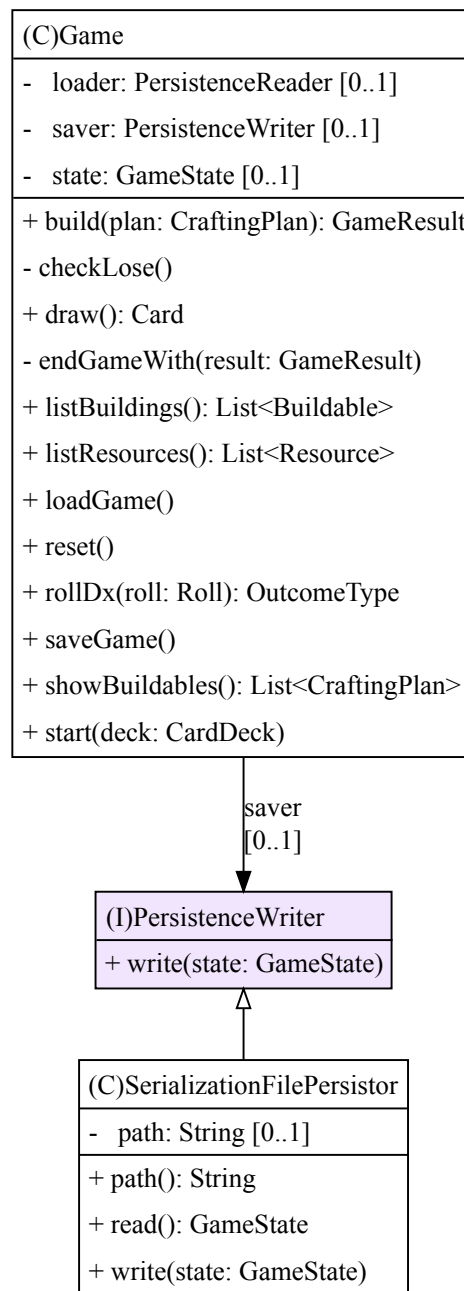 (C)Game
- loader: PersistenceReader [0..1]
- saver: PersistenceWriter [0..1]
- state: GameState [0..1]
+ build(plan: CraftingPlan): GameResult
- checkLose()
+ draw(): Card
- endGameWith(result: GameResult)
+ listBuildings(): List<Buildable>
+ listResources(): List<Resource>
+ loadGame()
+ reset()
+ rollDx(roll: Roll): OutcomeType
+ saveGame()
+ showBuildables(): List<CraftingPlan>
+ start(deck: CardDeck)
saver
[0..1]
(I)PersistenceWriter
+ write(state: GameState)
(C)SerializationFilePersistor
- path: String [0..1]
+ path(): String
+ read(): GameState
+ write(state: GameState)